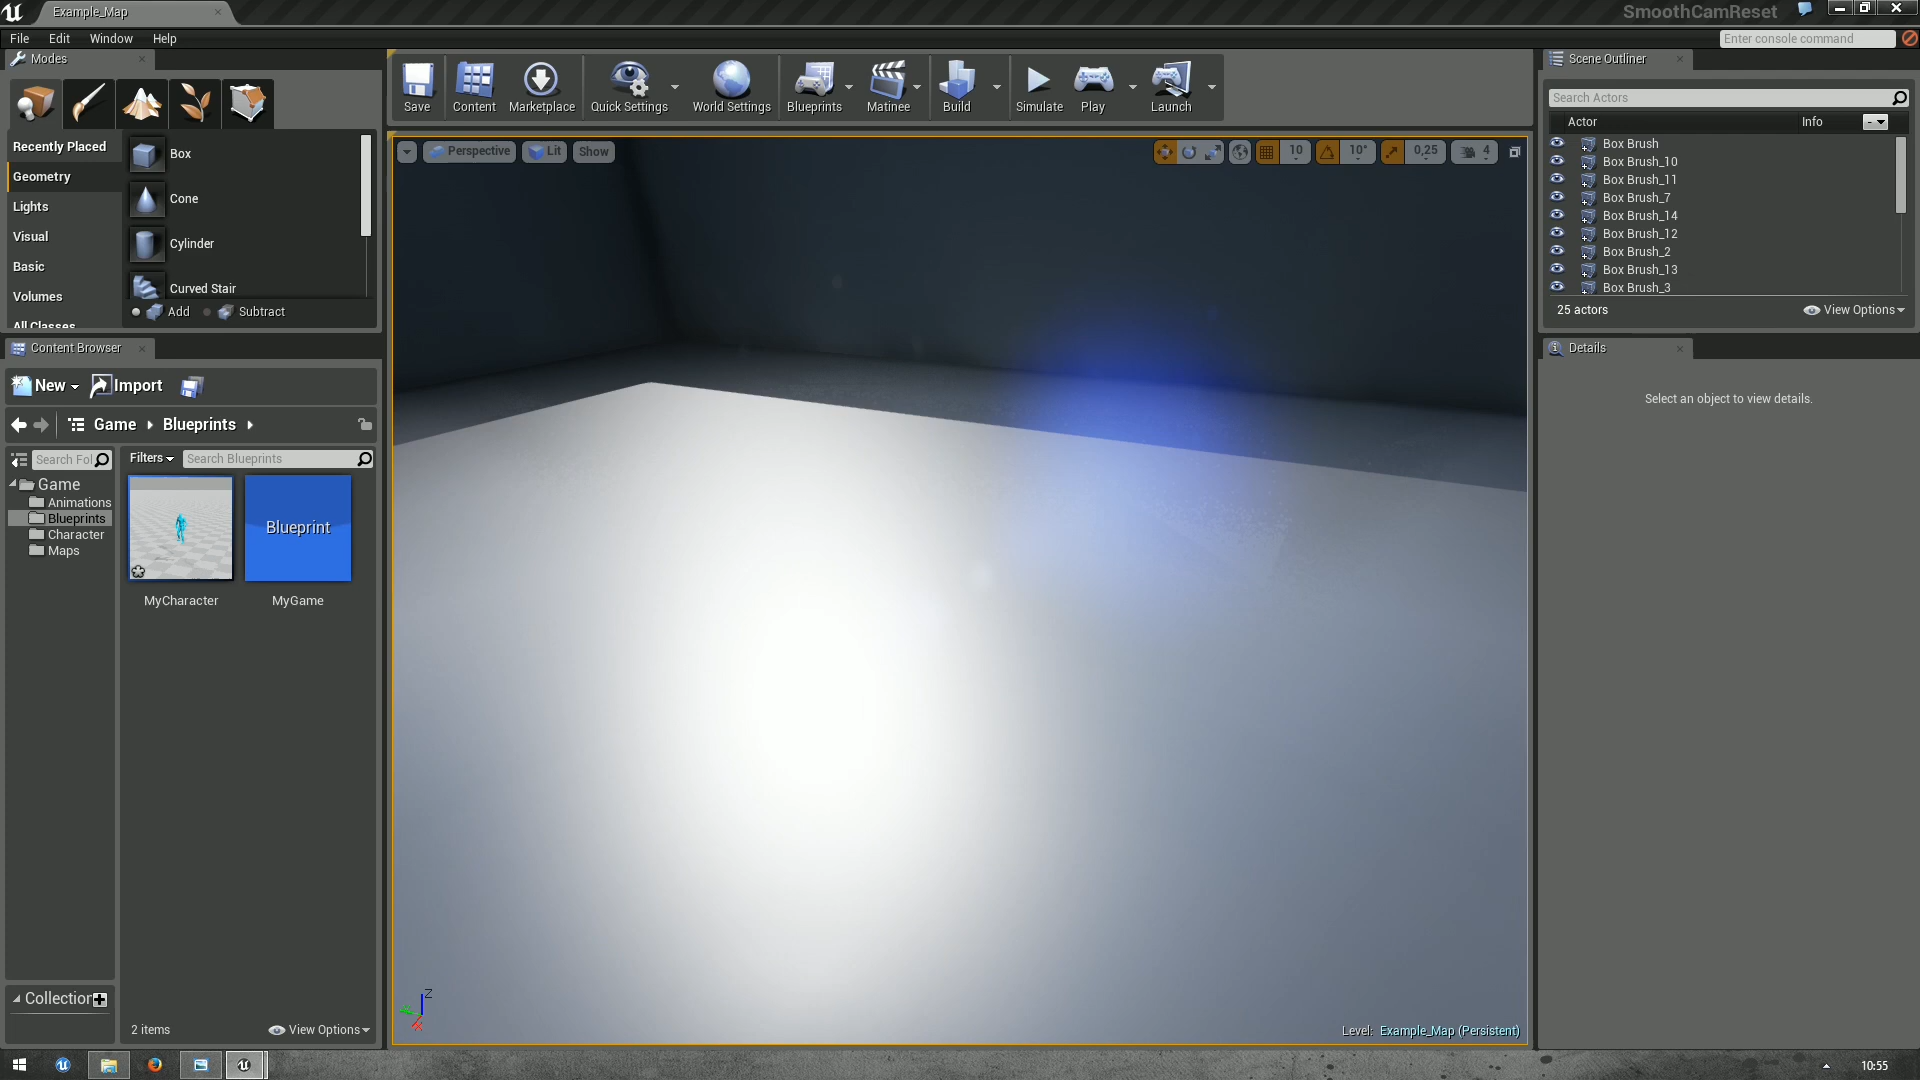 Example_Map
SmoothCamReset
File Edit Window Help
Enter console command
Modes
Save
Content
Marketplace
Quick Settings
World Settings
Blueprints
Matinee
Build
Simulate
Play
Launch
Scene Outliner
Search Actors
Actor Info
Box Brush
Box Brush_10
Box Brush_11
Box Brush_7
Box Brush_14
Box Brush_12
Box Brush_2
Box Brush_13
Box Brush_3
25 actors
View Options
Recently Placed
Geometry
Lights
Visual
Basic
Volumes
All Classes
Box
Cone
Cylinder
Curved Stair
Add
Subtract
Perspective
Lit
Show
10
10°
0,25
4
Content Browser
New
Import
Game
Blueprints
Search Fol
Filters
Search Blueprints
Game
Animations
Blueprints
Character
Maps
Blueprint
MyCharacter
MyGame
Collection
2 items
View Options
Details
Select an object to view details.
Z
Level: Example_Map (Persistent)
10:55